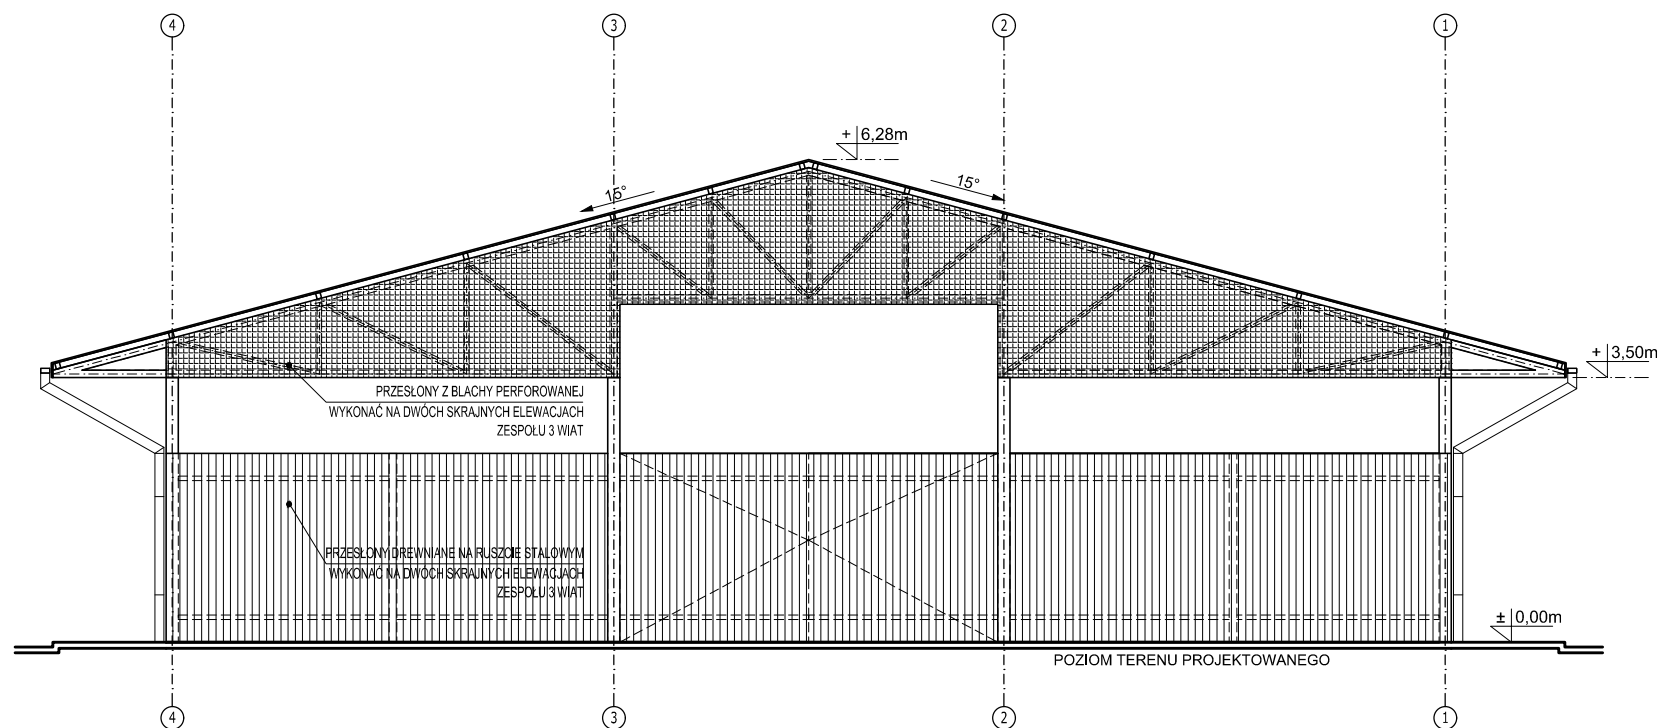 4
3
2
1
+ 6,28m
15°
15°
+ 3,50m
PRZESŁONY Z BLACHY PERFOROWANEJ
WYKONAĆ NA DWÓCH SKRAJNYCH ELEWACJACH
ZESPOŁU 3 WIAT
PRZESŁONY DREWNIANE NA RUSZCIE STALOWYM
WYKONAĆ NA DWÓCH SKRAJNYCH ELEWACJACH
ZESPOŁU 3 WIAT
± 0,00m
POZIOM TERENU PROJEKTOWANEGO
4
3
2
1